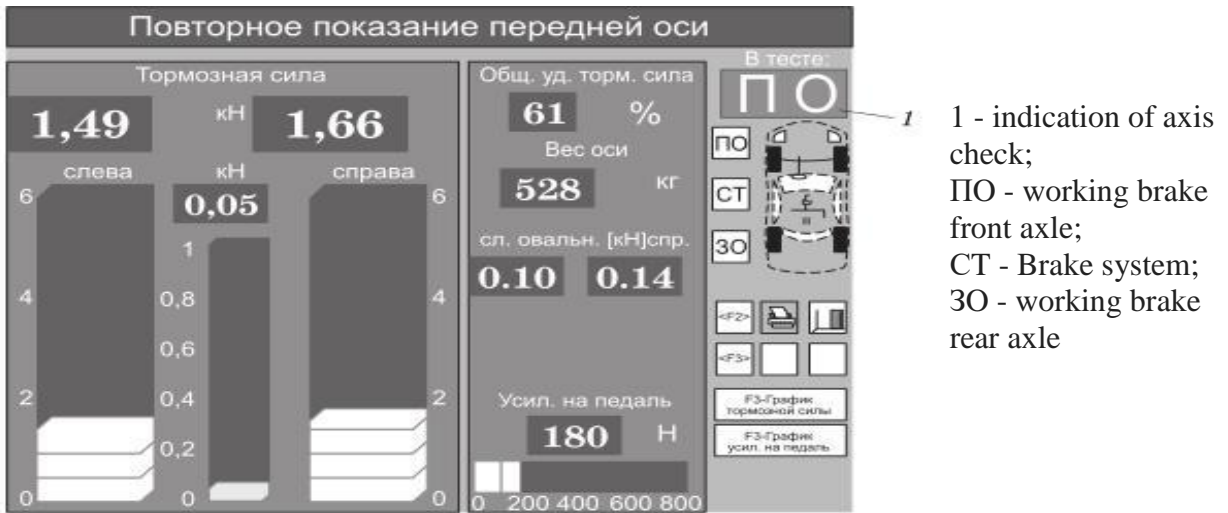 Повторное показание передней оси
Тормозная сила
1,49 кН 1,66
слева кН справа
0,05
6 6
1
4 0,8 4
0,6
2 0,4 2
0,2
0 0 0
Общ. уд. торм. сила
61 %
Вес оси
528 кг
сл. овальн. [кН]спр.
0.10 0.14
Усил. на педаль
180 Н
0 200 400 600 800
В тесте:
ПО
1
ПО
СТ
ЗО
<F2>
<F3>
F3-График
тормозной силы
F3-График
усил. на педаль
1 - indication of axis
check;
ПО - working brake
front axle;
СТ - Brake system;
ЗО - working brake
rear axle